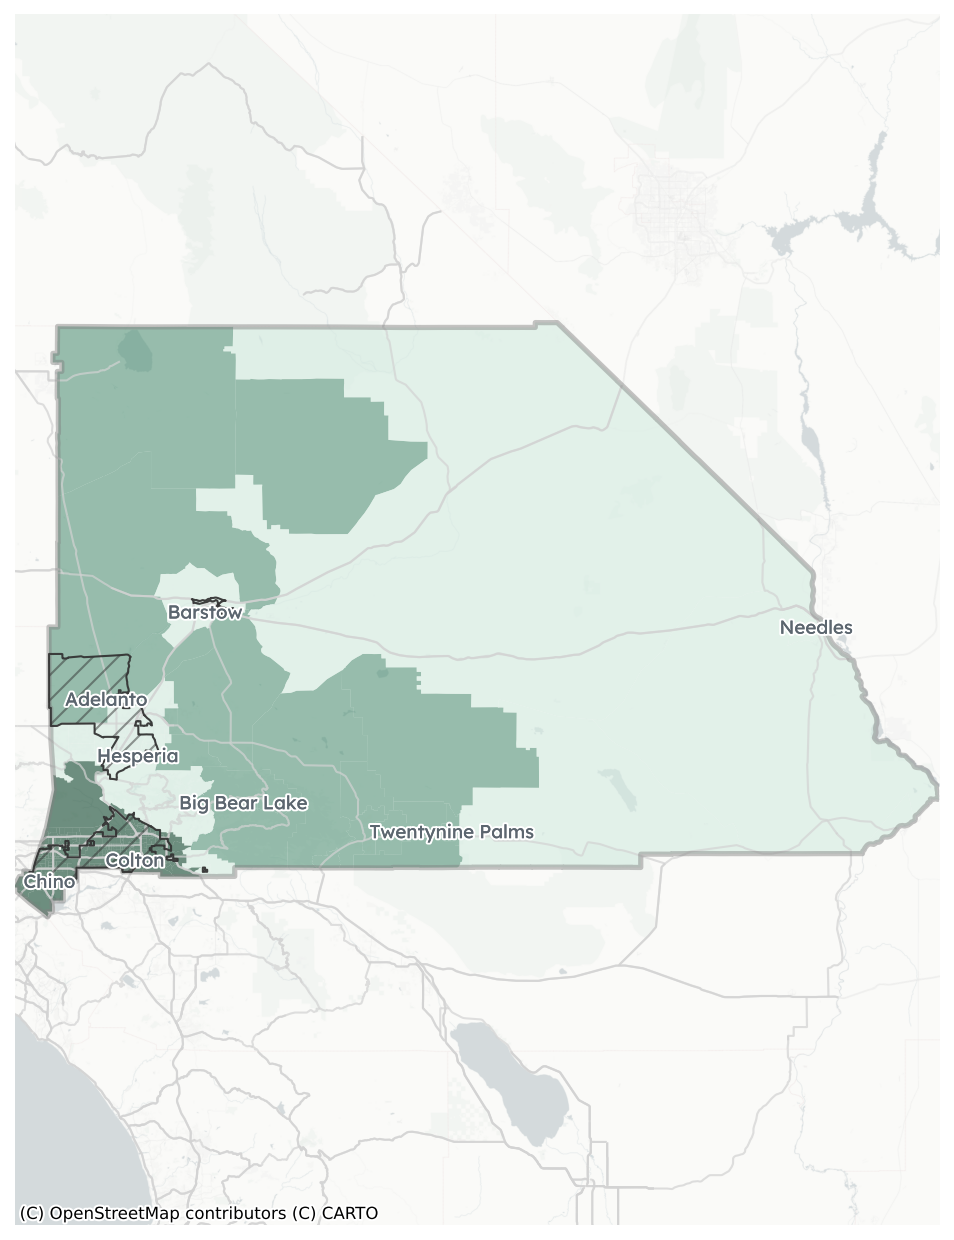 Barstow
Needles
Adelanto
Hesperia
Big Bear Lake
Twentynine Palms
Colton
Chino
(C) OpenStreetMap contributors (C) CARTO